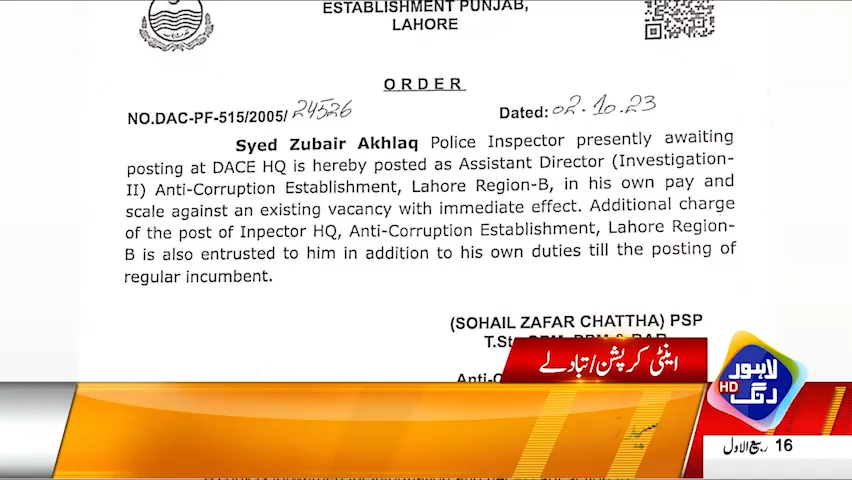 ESTABLISHMENT PUNJAB,
LAHORE
ORDER
NO.DAC-PF-515/2005/ 24526
Dated: 02.10.23
Syed Zubair Akhlaq Police Inspector presently awaiting
posting at DACE HQ is hereby posted as Assistant Director (Investigation-
II) Anti-Corruption Establishment, Lahore Region-B, in his own pay and
scale against an existing vacancy with immediate effect. Additional charge
of the post of Inpector HQ, Anti-Corruption Establishment, Lahore Region-
B is also entrusted to him in addition to his own duties till the posting of
regular incumbent.
(SOHAIL ZAFAR CHATTHA) PSP
اینٹی کرپشن/تبادلے
لاہور
رنگ
HD
16 ربیع الاول